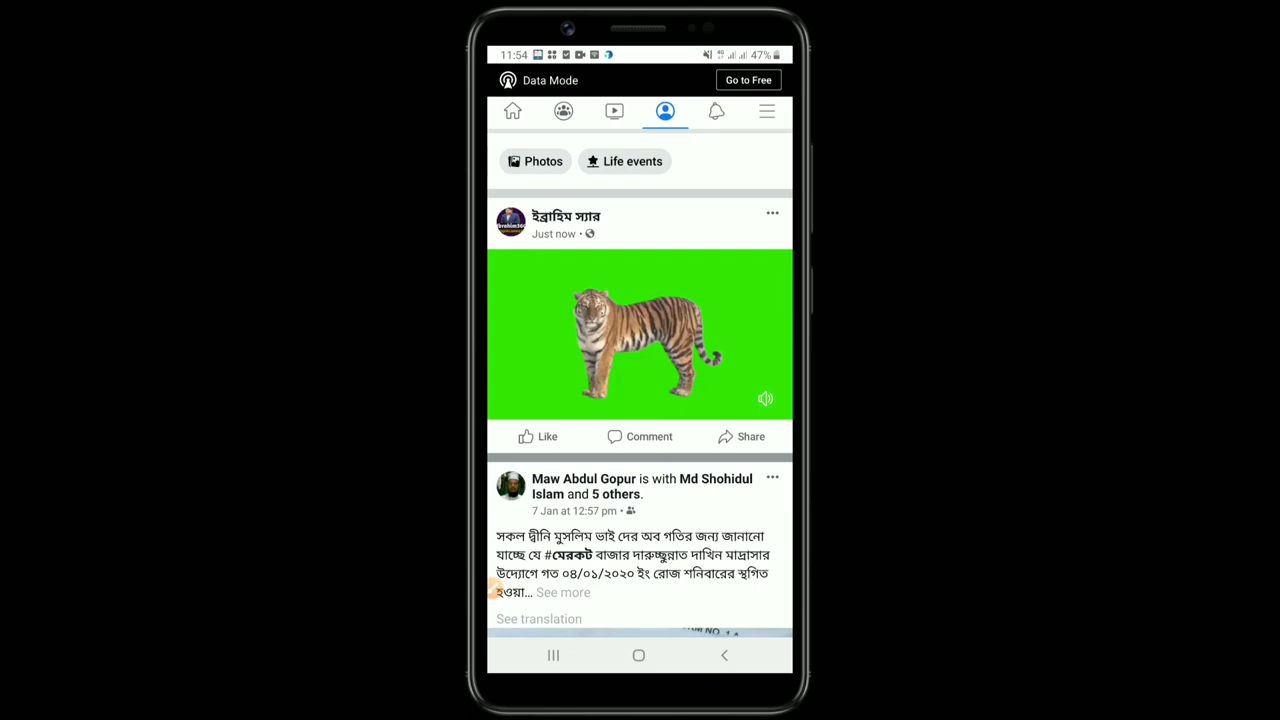 11:54 47%
Data Mode Go to Free
Photos Life events
ইব্রাহিম স্যার
Just now
Like Comment Share
Maw Abdul Gopur is with Md Shohidul
Islam and 5 others.
7 Jan at 12:57 pm
সকল দ্বীনি মুসলিম ভাই দের অব গতির জন্য জানানো
যাচ্ছে যে #মেরকট বাজার দারুচ্ছুন্নাত দাখিন মাদ্রাসার
উদ্যোগে গত ০৪/০১/২০২০ ইং রোজ শনিবারের স্থগিত
হওয়া... See more
See translation